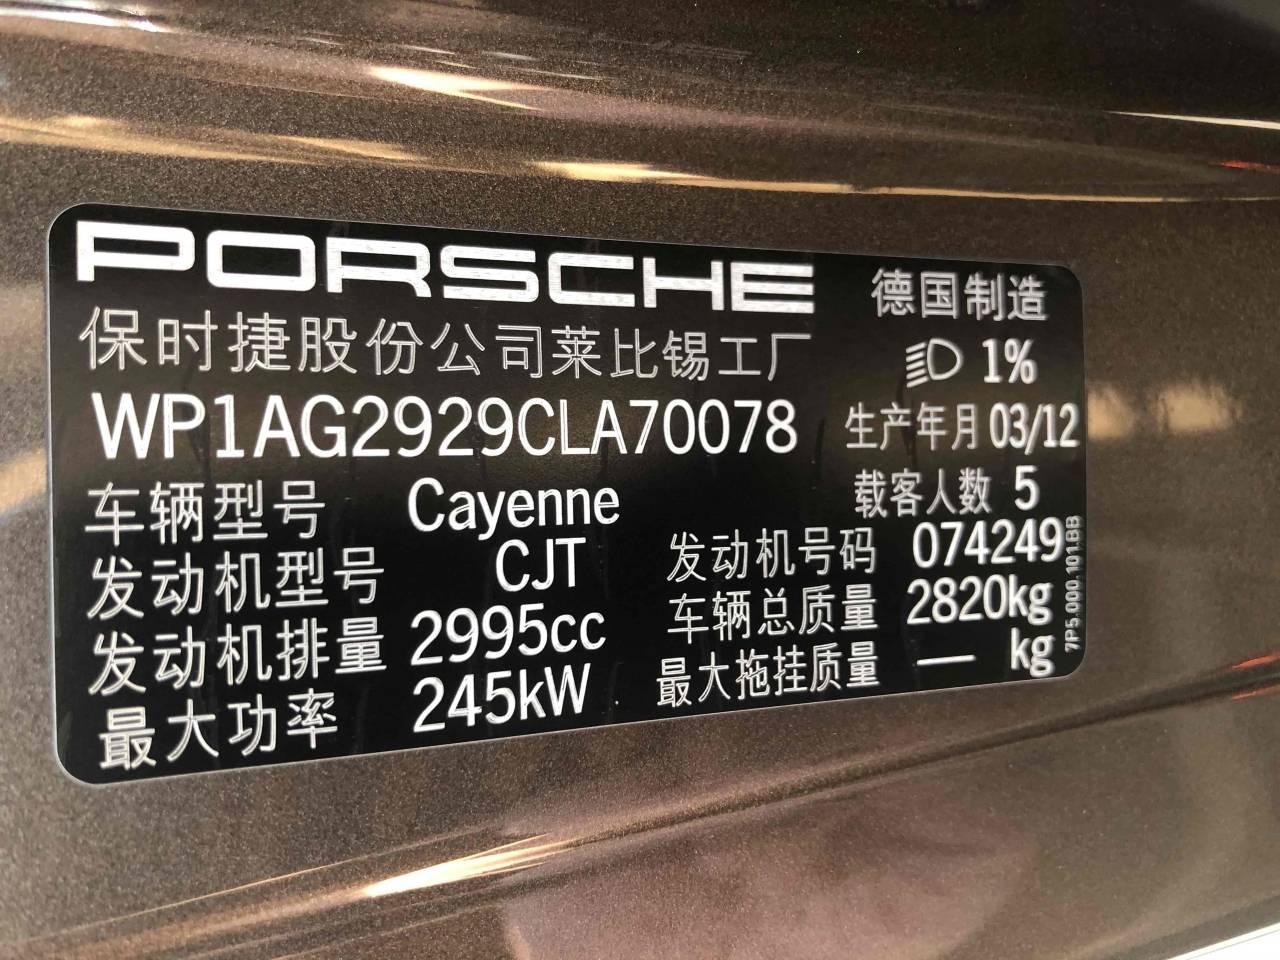 PORSCHE 德国制造
保时捷股份公司莱比锡工厂 1%
WP1AG2929CLA70078 生产年月 03/12
车辆型号 Cayenne 载客人数 5
发动机型号 CJT 发动机号码 074249
发动机排量 2995cc 车辆总质量 2820kg
最大功率 245kW 最大拖挂质量 — kg
7P5.000.101.BB